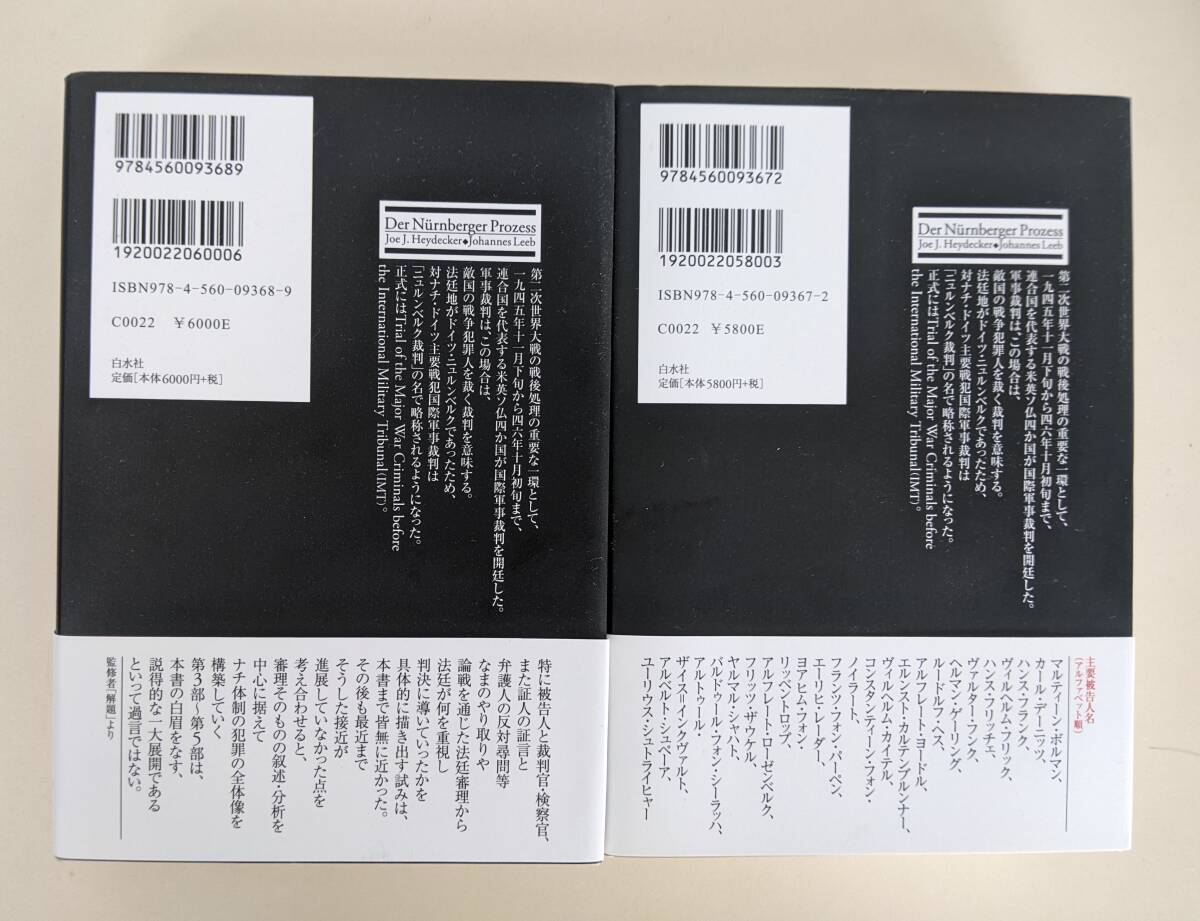 9784560093689
1920022060006
ISBN978-4-560-09368-9
C0022 ¥6000E
白水社
定価[本体6000円+税]
Der Nürnberger Prozess
Joe J. Heydecker◆Johannes Leeb
第二次世界大戦の戦後処理の重要な一環として、
一九四五年十一月下旬から四六年十月初旬まで、
連合国を代表する米英ソ仏四か国が国際軍事裁判を開廷した。
軍事裁判は、この場合は、
敵国の戦争犯罪人を裁く裁判を意味する。
法廷地がドイツ・ニュルンベルクであったため、
対ナチ・ドイツ主要戦犯国際軍事裁判は
「ニュルンベルク裁判」の名で略称されるようになった。
正式にはTrial of the Major War Criminals before
the International Military Tribunal(IMT)。
特に被告人と裁判官・検察官、
また証人の証言と
弁護人の反対尋問等
なまのやり取りや
論戦を通じた法廷審理から
法廷が何を重視し
判決に導いていったかを
具体的に描き出す試みは、
本書まで皆無に近かった。
その後も最近まで
そうした接近が
進展していなかった点を
考え合わせると、
審理そのものの叙述・分析を
中心に据えて
ナチ体制の犯罪の全体像を
構築していく
第3部〜第5部は、
本書の白眉をなす、
説得的な一大展開である
といって過言ではない。
監修者「解題」より
9784560093672
1920022058003
ISBN978-4-560-09367-2
C0022 ¥5800E
白水社
定価[本体5800円+税]
Der Nürnberger Prozess
Joe J. Heydecker◆Johannes Leeb
第二次世界大戦の戦後処理の重要な一環として、
一九四五年十一月下旬から四六年十月初旬まで、
連合国を代表する米英ソ仏四か国が国際軍事裁判を開廷した。
軍事裁判は、この場合は、
敵国の戦争犯罪人を裁く裁判を意味する。
法廷地がドイツ・ニュルンベルクであったため、
対ナチ・ドイツ主要戦犯国際軍事裁判は
「ニュルンベルク裁判」の名で略称されるようになった。
正式にはTrial of the Major War Criminals before
the International Military Tribunal(IMT)。
主要被告人名
(アルファベット順)
マルティーン・ボルマン、
カール・デーニッツ、
ハンス・フランク、
ヴィルヘルム・フリック、
ハンス・フリッチェ、
ヴァルター・フンク、
ヘルマン・ゲーリング、
ルードルフ・ヘス、
アルフレート・ヨードル、
エルンスト・カルテンブルンナー、
ヴィルヘルム・カイテル、
コンスタンティーン・フォン・
ノイラート、
フランツ・フォン・パーペン、
エーリヒ・レーダー、
ヨアヒム・フォン・
リッベントロップ、
アルフレート・ローゼンベルク、
フリッツ・ザウケル、
ヤルマル・シャハト、
バルドゥール・フォン・シーラッハ、
アルトゥール・
ザイス=インクヴァルト、
アルベルト・シュペーア、
ユーリウス・シュトライヒャー